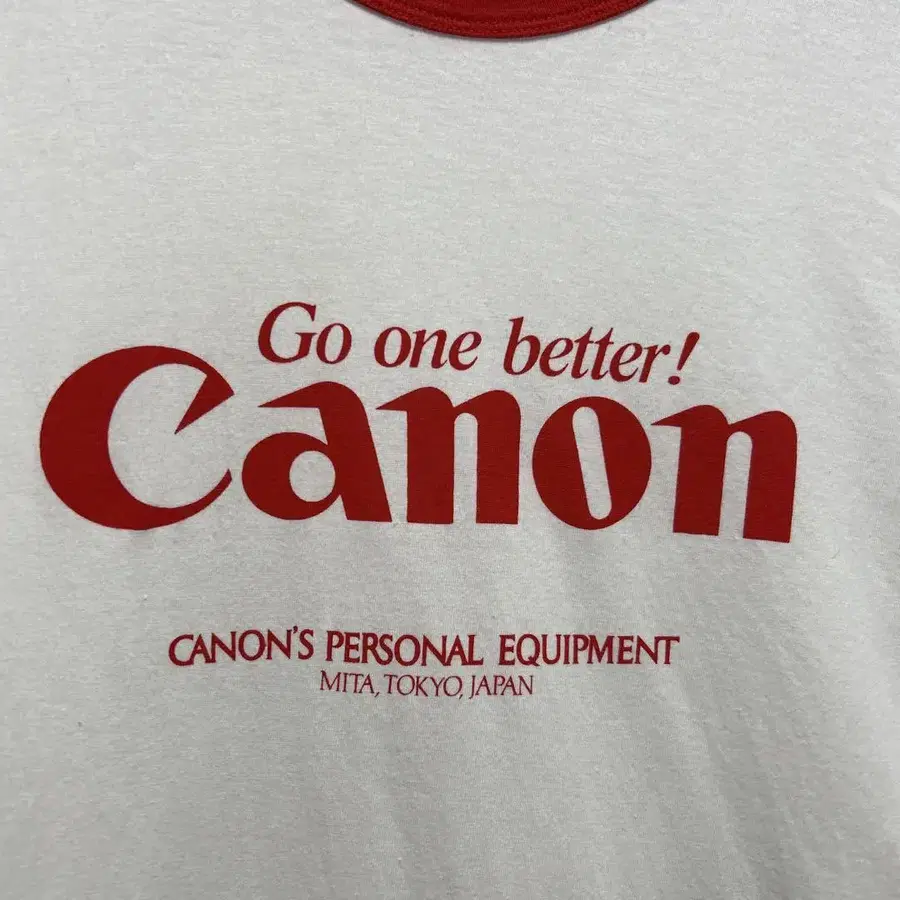 Go one better!
Canon
CANON'S PERSONAL EQUIPMENT
MITA, TOKYO, JAPAN